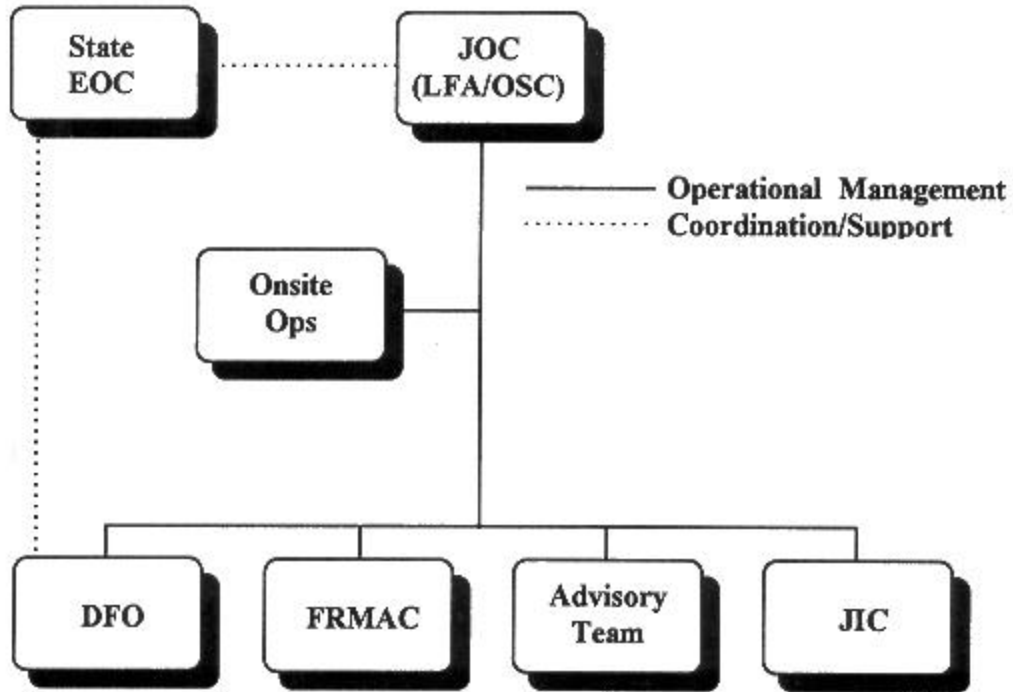 State
EOC
JOC
(LFA/OSC)
Operational Management
Coordination/Support
Onsite
Ops
DFO
FRMAC
Advisory
Team
JIC